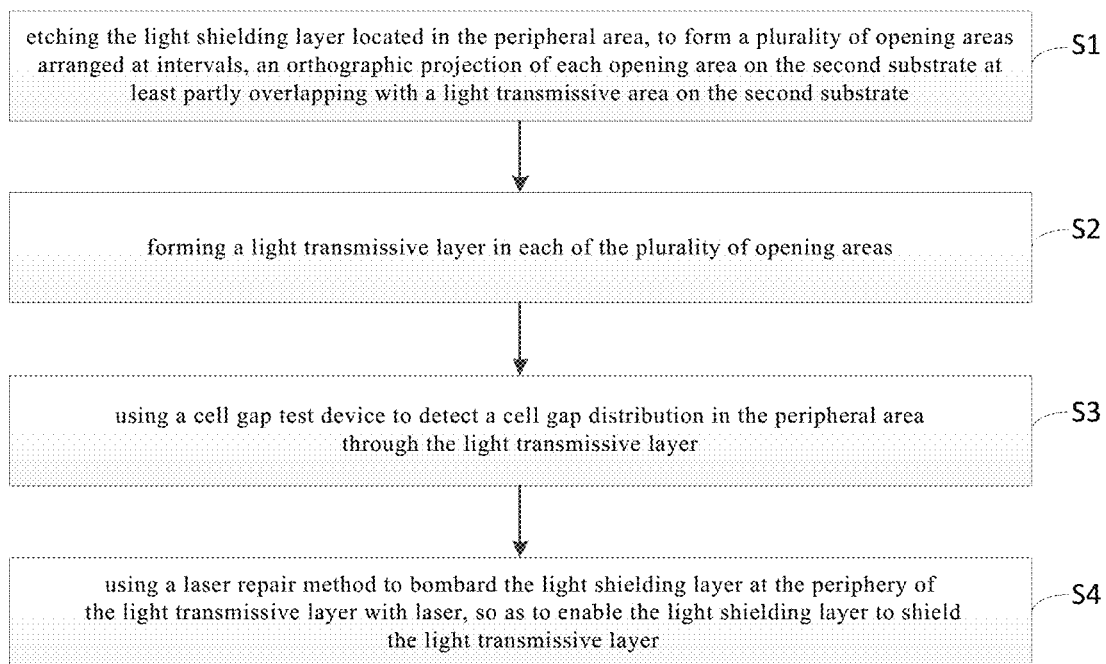 etching the light shielding layer located in the peripheral area, to form a plurality of opening areas
arranged at intervals, an orthographic projection of each opening area on the second substrate at
least partly overlapping with a light transmissive area on the second substrate
S1
forming a light transmissive layer in each of the plurality of opening areas
S2
using a cell gap test device to detect a cell gap distribution in the peripheral area
through the light transmissive layer
S3
using a laser repair method to bombard the light shielding layer at the periphery of
the light transmissive layer with laser, so as to enable the light shielding layer to shield
the light transmissive layer
S4